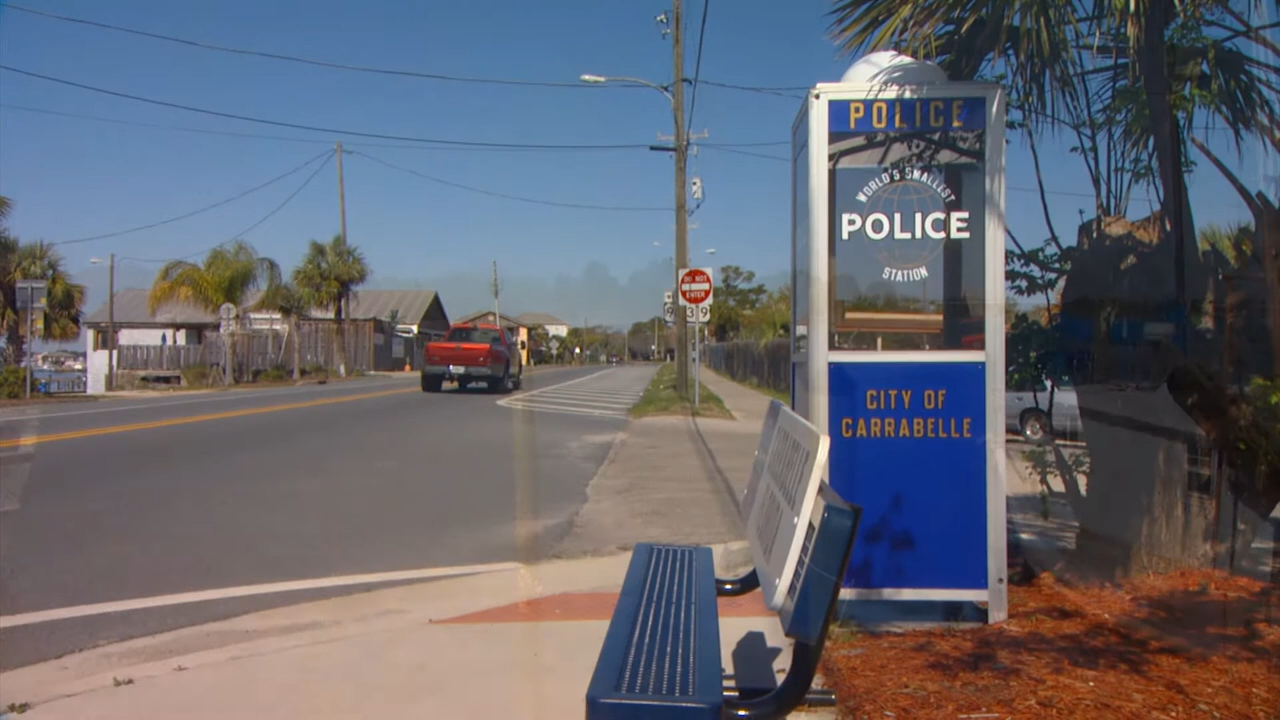 POLICE
WORLD'S SMALLEST
POLICE
STATION
CITY OF
CARRABELLE
DO NOT
ENTER